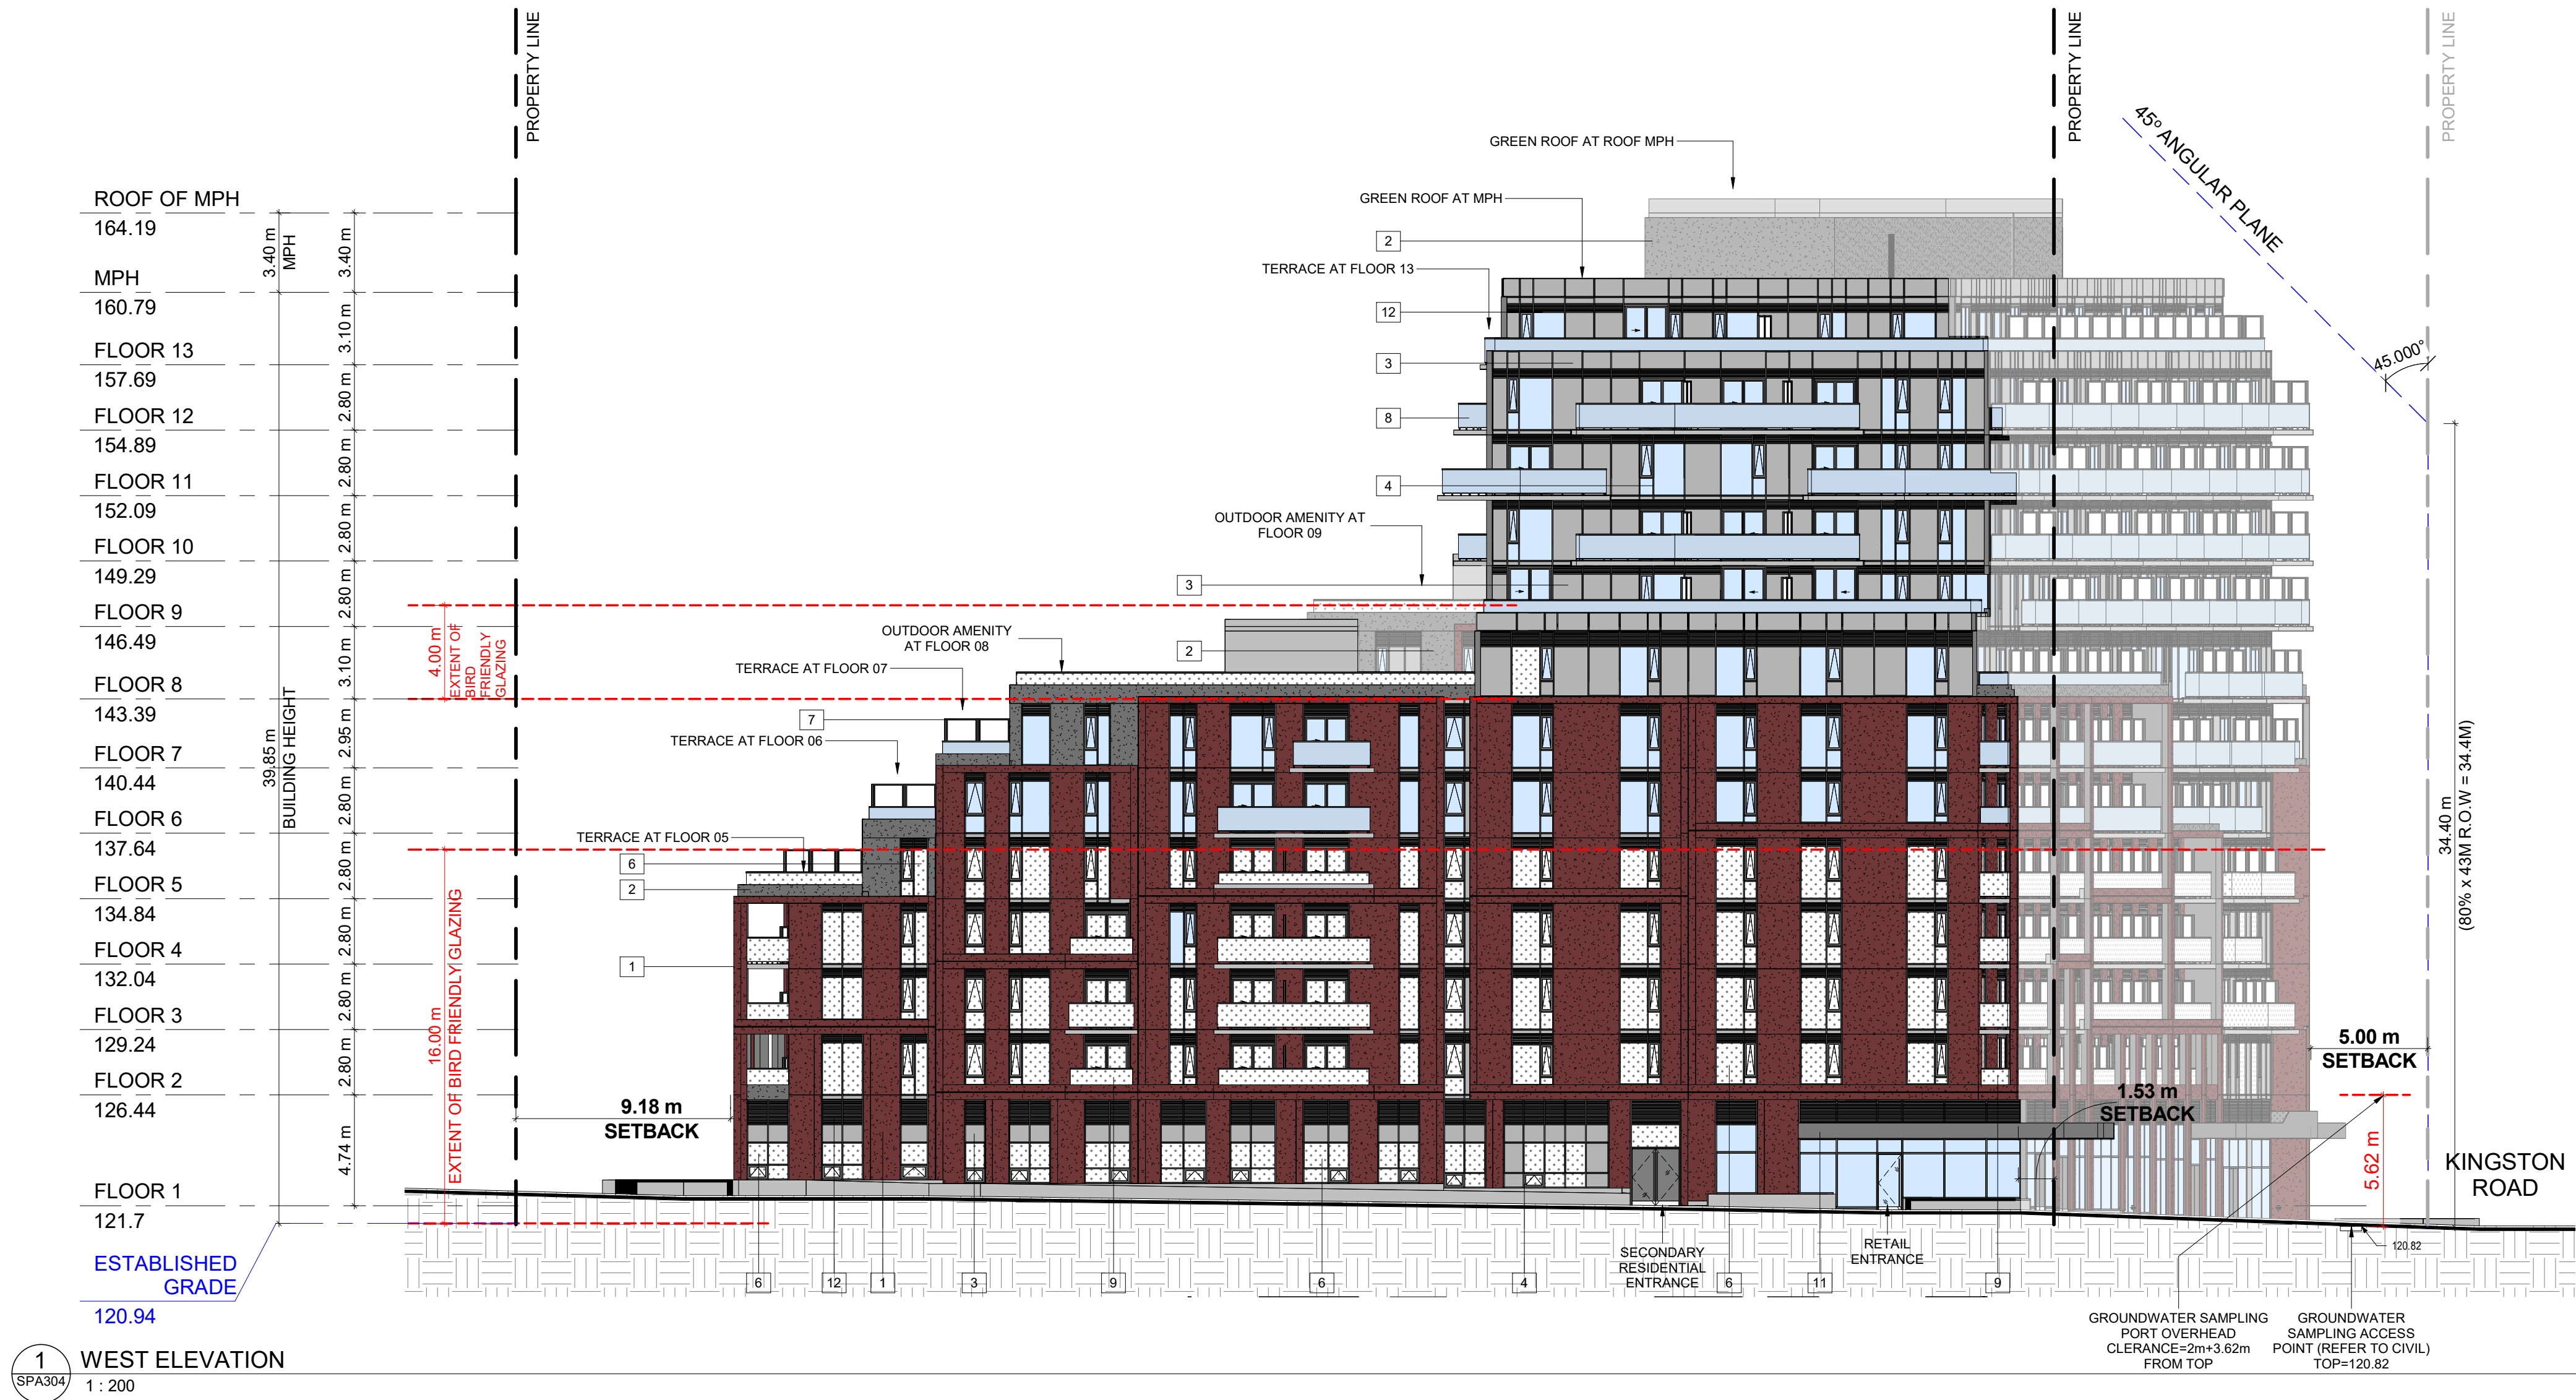 PROPERTY LINE
PROPERTY LINE
PROPERTY LINE
45º ANGULAR PLANE
45.000°
GREEN ROOF AT ROOF MPH
GREEN ROOF AT MPH
2
TERRACE AT FLOOR 13
12
3
8
4
OUTDOOR AMENITY AT
FLOOR 09
3
OUTDOOR AMENITY
AT FLOOR 08
2
TERRACE AT FLOOR 07
7
TERRACE AT FLOOR 06
TERRACE AT FLOOR 05
6
2
1
ROOF OF MPH
164.19
MPH
160.79
FLOOR 13
157.69
FLOOR 12
154.89
FLOOR 11
152.09
FLOOR 10
149.29
FLOOR 9
146.49
FLOOR 8
143.39
FLOOR 7
140.44
FLOOR 6
137.64
FLOOR 5
134.84
FLOOR 4
132.04
FLOOR 3
129.24
FLOOR 2
126.44
FLOOR 1
121.7
ESTABLISHED
GRADE
120.94
3.40 m
MPH
39.85 m
BUILDING HEIGHT
3.40 m
3.10 m
2.80 m
2.80 m
2.80 m
2.80 m
3.10 m
2.95 m
2.80 m
2.80 m
2.80 m
2.80 m
2.80 m
4.74 m
4.00 m
EXTENT OF
BIRD
FRIENDLY
GLAZING
16.00 m
EXTENT OF BIRD FRIENDLY GLAZING
9.18 m
SETBACK
1.53 m
SETBACK
5.00 m
SETBACK
34.40 m
(80% x 43M R.O.W = 34.4M)
5.62 m
KINGSTON
ROAD
120.82
6
12
1
3
9
6
4
SECONDARY
RESIDENTIAL
ENTRANCE
6
11
RETAIL
ENTRANCE
9
GROUNDWATER SAMPLING
PORT OVERHEAD
CLERANCE=2m+3.62m
FROM TOP
GROUNDWATER
SAMPLING ACCESS
POINT (REFER TO CIVIL)
TOP=120.82
1
SPA304
WEST ELEVATION
1 : 200